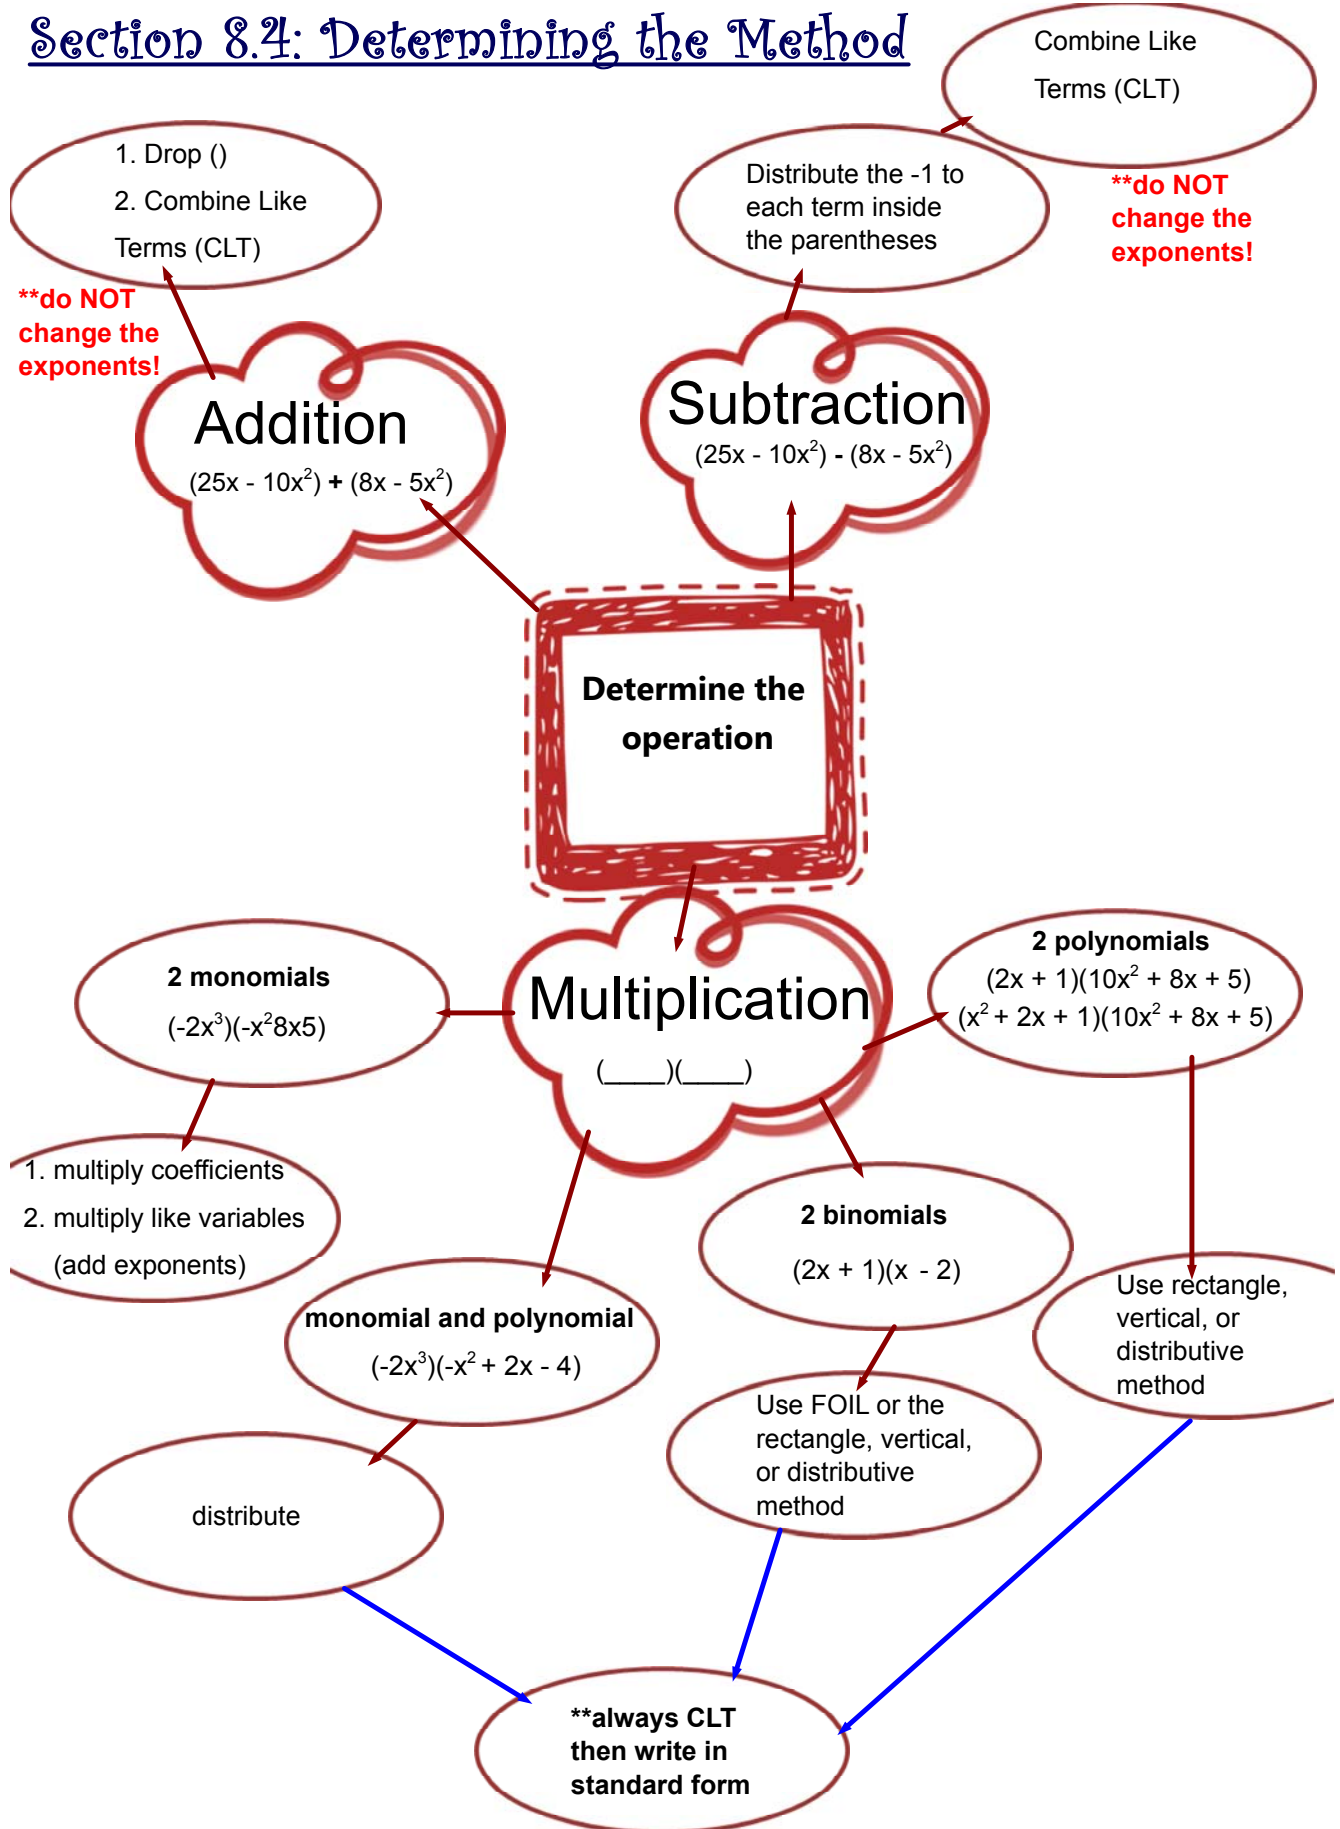 Section 8.4: Determining the Method
Combine Like
Terms (CLT)
1. Drop ()
2. Combine Like
Terms (CLT)
Distribute the -1 to
each term inside
the parentheses
**do NOT
change the
exponents!
**do NOT
change the
exponents!
Addition
(25x - 10x²) + (8x - 5x²)
Subtraction
(25x - 10x²) - (8x - 5x²)
Determine the
operation
Multiplication
(____)(____)
2 monomials
(-2x³)(-x²8x5)
2 polynomials
(2x + 1)(10x² + 8x + 5)
(x² + 2x + 1)(10x² + 8x + 5)
1. multiply coefficients
2. multiply like variables
(add exponents)
2 binomials
(2x + 1)(x - 2)
monomial and polynomial
(-2x³)(-x² + 2x - 4)
Use rectangle,
vertical, or
distributive
method
Use FOIL or the
rectangle, vertical,
or distributive
method
distribute
**always CLT
then write in
standard form